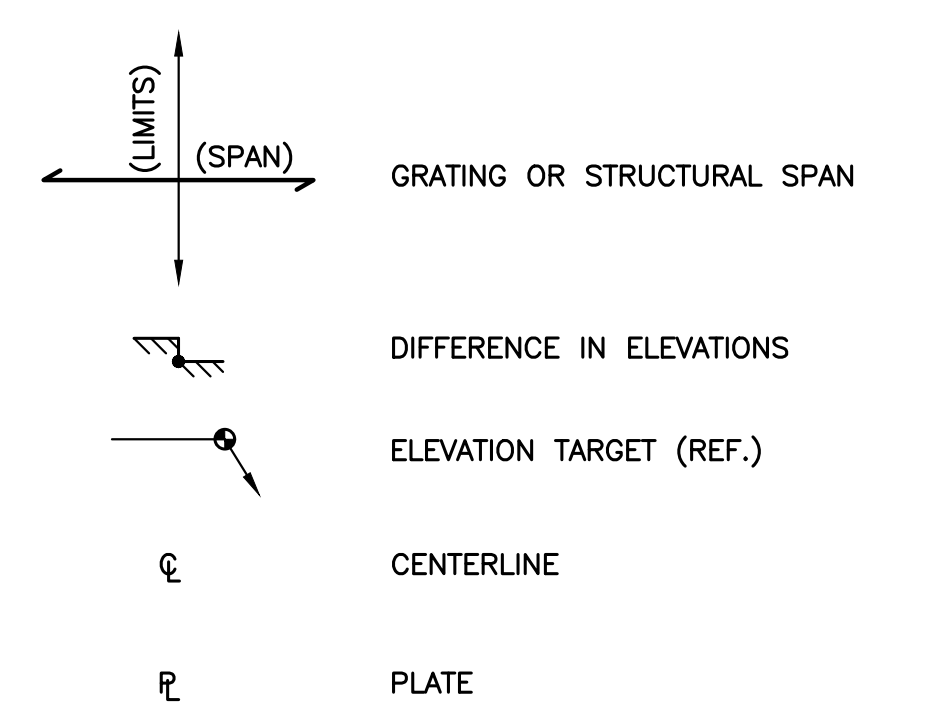 (LIMITS)
(SPAN)
GRATING OR STRUCTURAL SPAN
DIFFERENCE IN ELEVATIONS
ELEVATION TARGET (REF.)
℄ CENTERLINE
PL PLATE